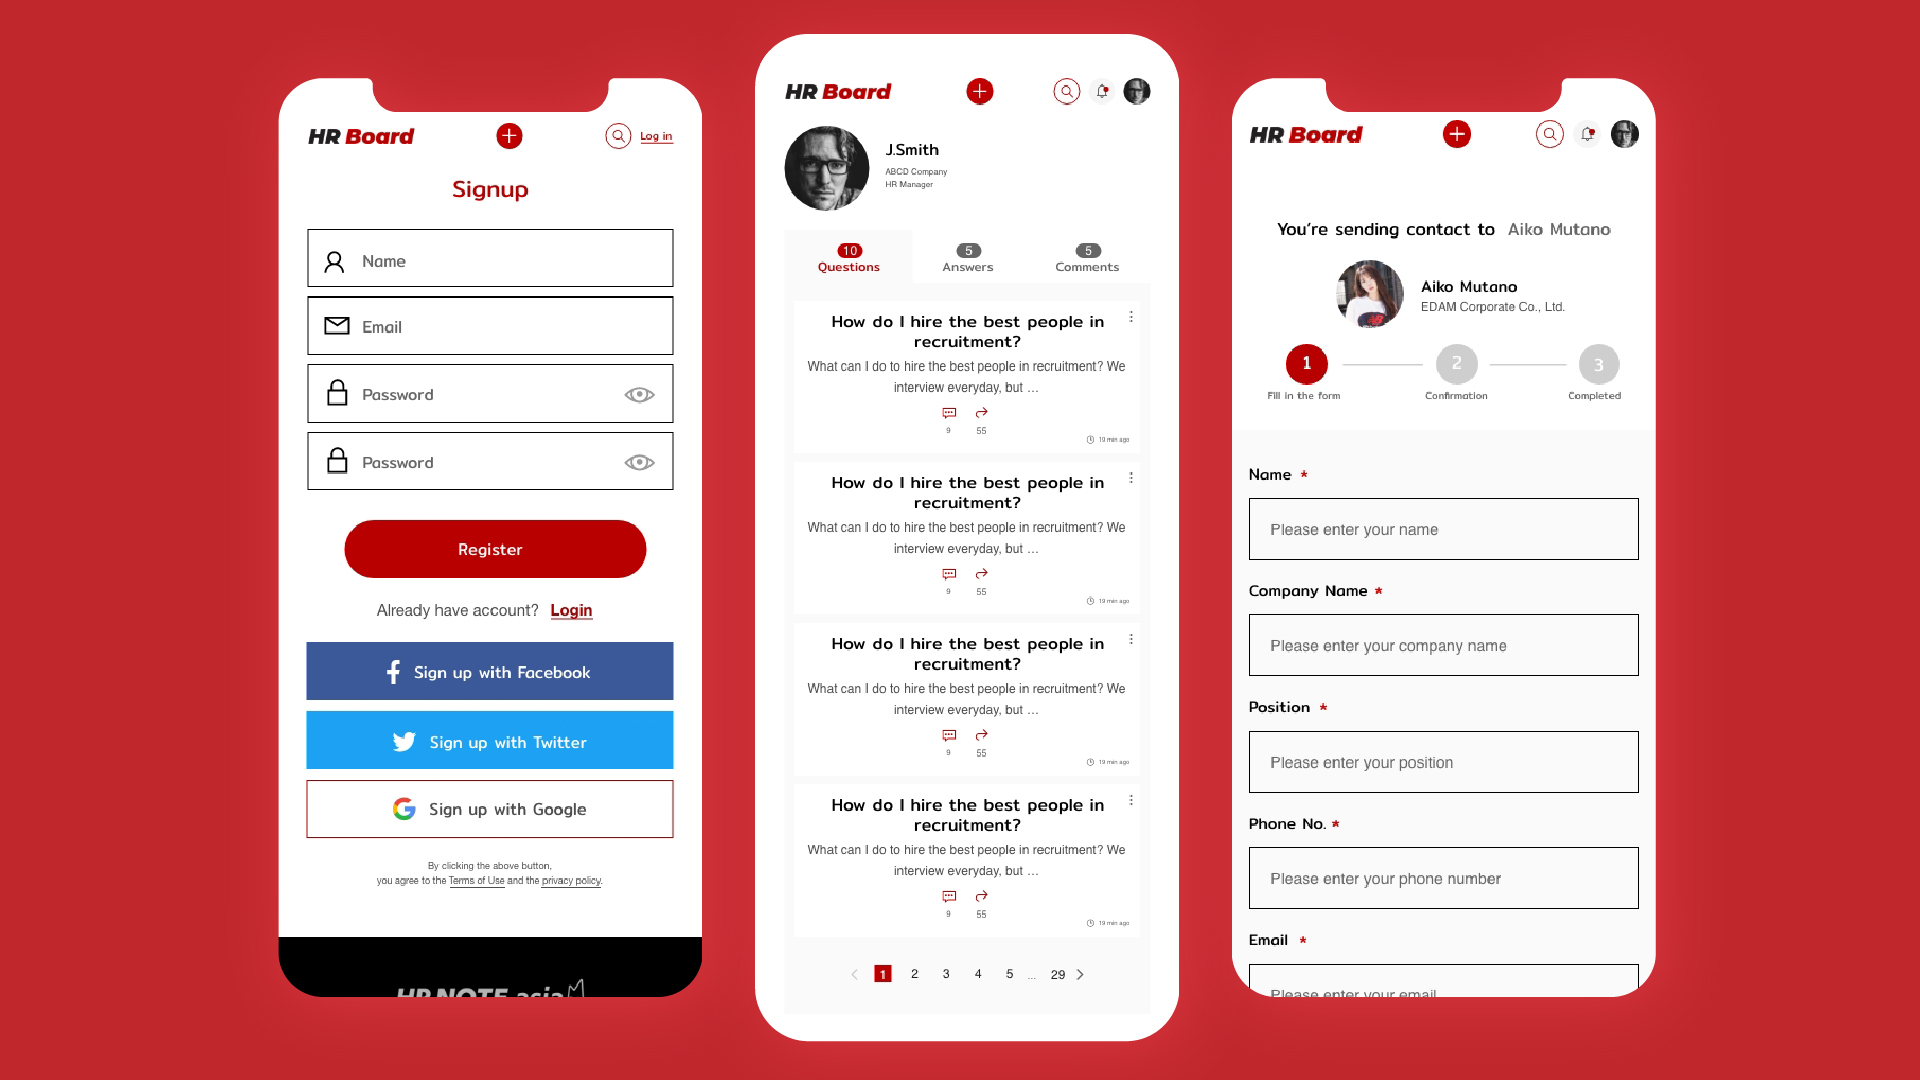 HR Board
Log in
Signup
Name
Email
Password
Password
Register
Already have account? Login
Sign up with Facebook
Sign up with Twitter
Sign up with Google
By clicking the above button,
you agree to the Terms of Use and the privacy policy.
HR NOTE asia
HR Board
J.Smith
ABCD Company
HR Manager
10
Questions
5
Answers
5
Comments
How do I hire the best people in
recruitment?
What can I do to hire the best people in recruitment? We
interview everyday, but ...
9 55
19 min ago
How do I hire the best people in
recruitment?
What can I do to hire the best people in recruitment? We
interview everyday, but ...
9 55
19 min ago
How do I hire the best people in
recruitment?
What can I do to hire the best people in recruitment? We
interview everyday, but ...
9 55
19 min ago
How do I hire the best people in
recruitment?
What can I do to hire the best people in recruitment? We
interview everyday, but ...
9 55
19 min ago
1 2 3 4 5 ... 29
HR Board
You're sending contact to Aiko Mutano
Aiko Mutano
EDAM Corporate Co., Ltd.
1 2 3
Fill in the form Confirmation Completed
Name *
Please enter your name
Company Name *
Please enter your company name
Position *
Please enter your position
Phone No. *
Please enter your phone number
Email *
Please enter your email